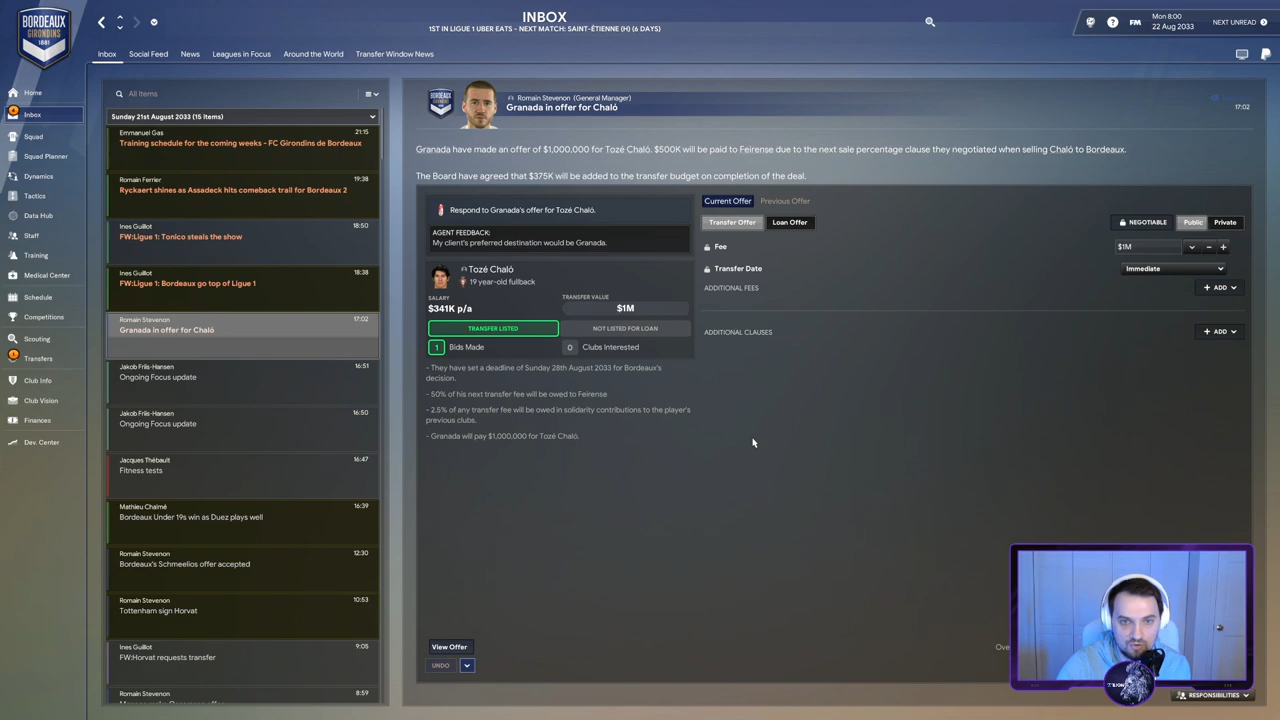 BORDEAUX
GIRONDINS
1881
INBOX
1ST IN LIGUE 1 UBER EATS - NEXT MATCH: SAINT-ÉTIENNE (H) (6 DAYS)
FM
Mon 8:00
22 Aug 2033
NEXT UNREAD
Inbox
Social Feed
News
Leagues in Focus
Around the World
Transfer Window News
Home
Inbox
Squad
Squad Planner
Dynamics
Tactics
Data Hub
Staff
Training
Medical Center
Schedule
Competitions
Scouting
Transfers
Club Info
Club Vision
Finances
Dev. Center
All Items
Sunday 21st August 2033 (15 Items)
Emmanuel Gas
21:15
Training schedule for the coming weeks - FC Girondins de Bordeaux
Romain Ferrier
19:38
Ryckaert shines as Assadeck hits comeback trail for Bordeaux 2
Ines Guillot
18:50
FW:Ligue 1: Tonico steals the show
Ines Guillot
18:38
FW:Ligue 1: Bordeaux go top of Ligue 1
Romain Stevenon
17:02
Granada in offer for Chaló
Jakob Friis-Hansen
16:51
Ongoing Focus update
Jakob Friis-Hansen
16:50
Ongoing Focus update
Jacques Thébault
16:47
Fitness tests
Mathieu Chalmé
16:39
Bordeaux Under 19s win as Duez plays well
Romain Stevenon
12:30
Bordeaux's Schmeelios offer accepted
Romain Stevenon
10:53
Tottenham sign Horvat
Ines Guillot
9:05
FW:Horvat requests transfer
Romain Stevenon
8:59
Romain Stevenon (General Manager)
Granada in offer for Chaló
17:02
Granada have made an offer of $1,000,000 for Tozé Chaló. $500K will be paid to Feirense due to the next sale percentage clause they negotiated when selling Chaló to Bordeaux.
The Board have agreed that $375K will be added to the transfer budget on completion of the deal.
Respond to Granada's offer for Tozé Chaló.
AGENT FEEDBACK:
My client's preferred destination would be Granada.
Tozé Chaló
19 year-old fullback
SALARY
$341K p/a
TRANSFER VALUE
$1M
TRANSFER LISTED
NOT LISTED FOR LOAN
1 Bids Made
0 Clubs Interested
- They have set a deadline of Sunday 28th August 2033 for Bordeaux's
decision.
- 50% of his next transfer fee will be owed to Feirense
- 2.5% of any transfer fee will be owed in solidarity contributions to the player's
previous clubs.
- Granada will pay $1,000,000 for Tozé Chaló.
View Offer
UNDO
Current Offer
Previous Offer
Transfer Offer
Loan Offer
NEGOTIABLE
Public
Private
Fee
$1M
Transfer Date
Immediate
ADDITIONAL FEES
ADD
ADDITIONAL CLAUSES
ADD
RESPONSIBILITIES